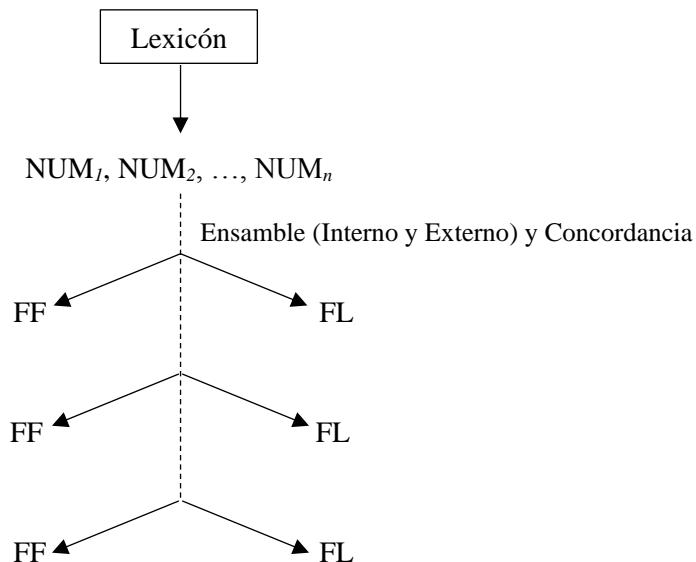 Lexicón
NUM1, NUM2, …, NUMn
Ensamble (Interno y Externo) y Concordancia
FF FL
FF FL
FF FL